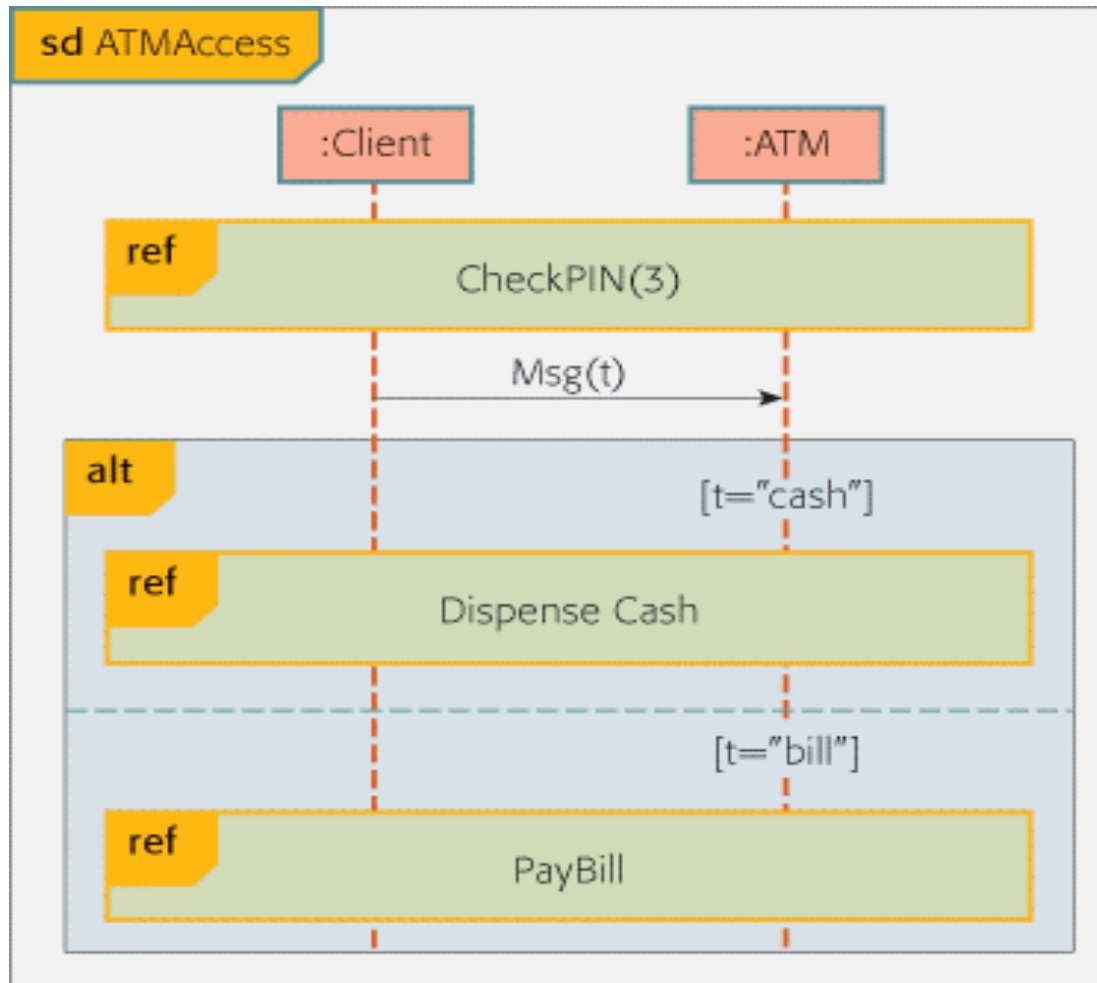 sd ATMAccess
:Client
:ATM
ref
CheckPIN(3)
Msg(t)
alt
[t="cash"]
ref
Dispense Cash
[t="bill"]
ref
PayBill